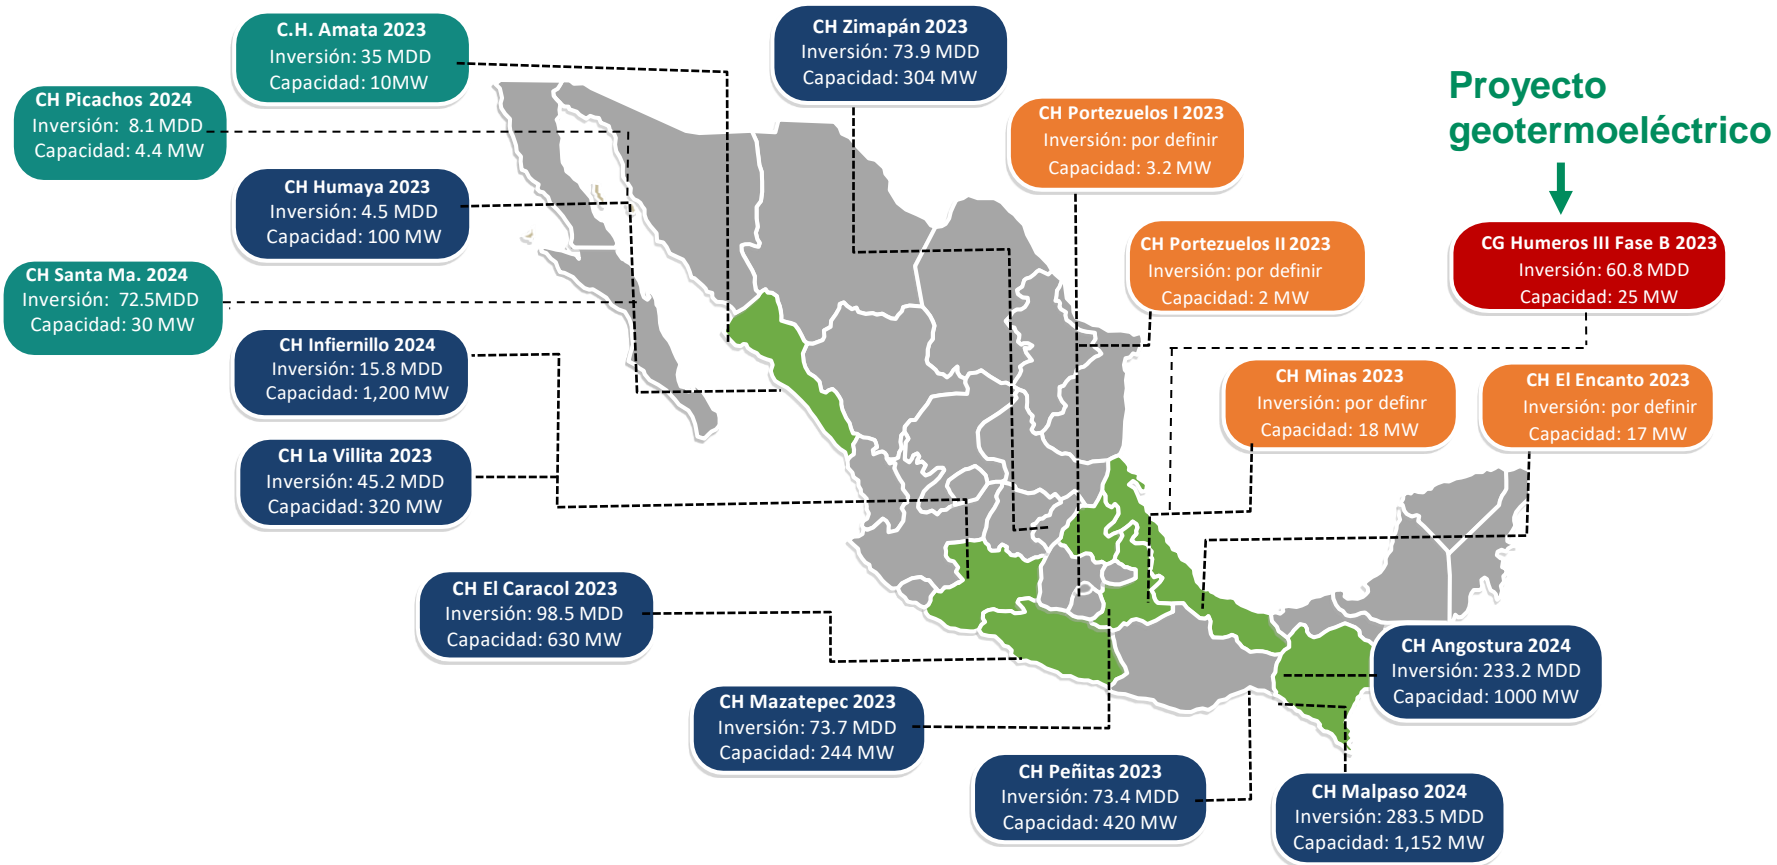 C.H. Amata 2023
Inversión: 35 MDD
Capacidad: 10MW
CH Zimapán 2023
Inversión: 73.9 MDD
Capacidad: 304 MW
Proyecto
geotermoeléctrico
CH Picachos 2024
Inversión: 8.1 MDD
Capacidad: 4.4 MW
CH Portezuelos I 2023
Inversión: por definir
Capacidad: 3.2 MW
CH Humaya 2023
Inversión: 4.5 MDD
Capacidad: 100 MW
CH Portezuelos II 2023
Inversión: por definir
Capacidad: 2 MW
CG Humeros III Fase B 2023
Inversión: 60.8 MDD
Capacidad: 25 MW
CH Santa Ma. 2024
Inversión: 72.5MDD
Capacidad: 30 MW
CH Infiernillo 2024
Inversión: 15.8 MDD
Capacidad: 1,200 MW
CH Minas 2023
Inversión: por definr
Capacidad: 18 MW
CH El Encanto 2023
Inversión: por definir
Capacidad: 17 MW
CH La Villita 2023
Inversión: 45.2 MDD
Capacidad: 320 MW
CH El Caracol 2023
Inversión: 98.5 MDD
Capacidad: 630 MW
CH Angostura 2024
Inversión: 233.2 MDD
Capacidad: 1000 MW
CH Mazatepec 2023
Inversión: 73.7 MDD
Capacidad: 244 MW
CH Peñitas 2023
Inversión: 73.4 MDD
Capacidad: 420 MW
CH Malpaso 2024
Inversión: 283.5 MDD
Capacidad: 1,152 MW